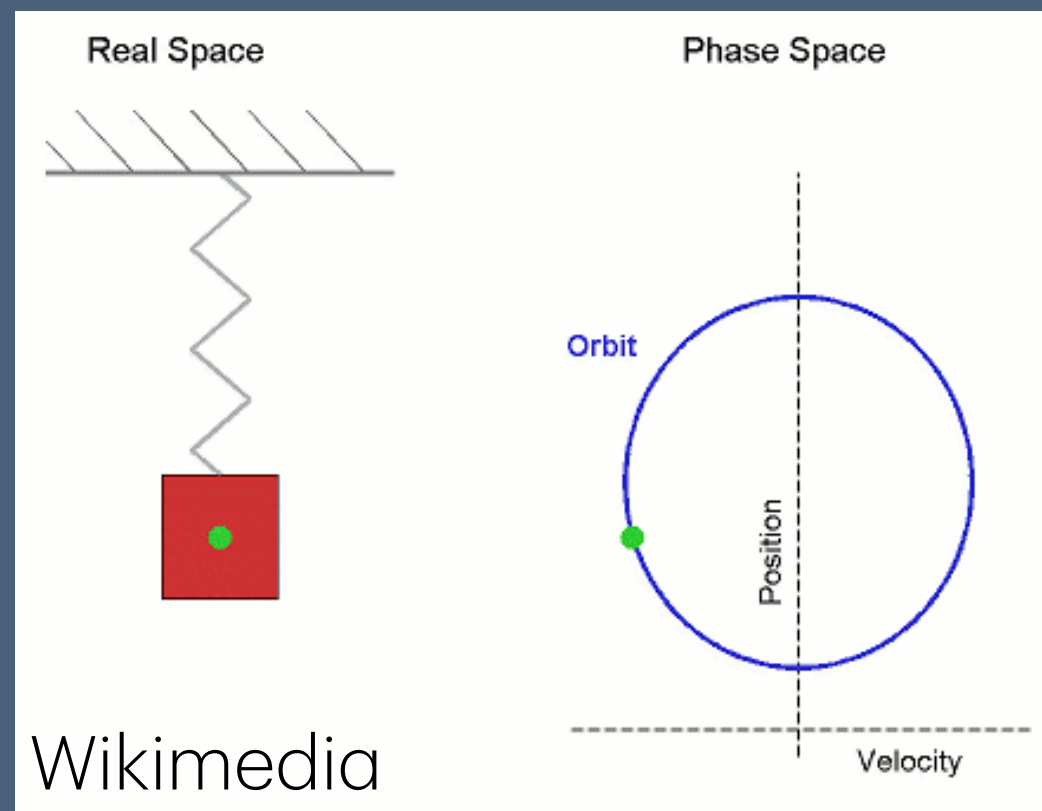 Real Space
Phase Space
Orbit
Position
Velocity
Wikimedia